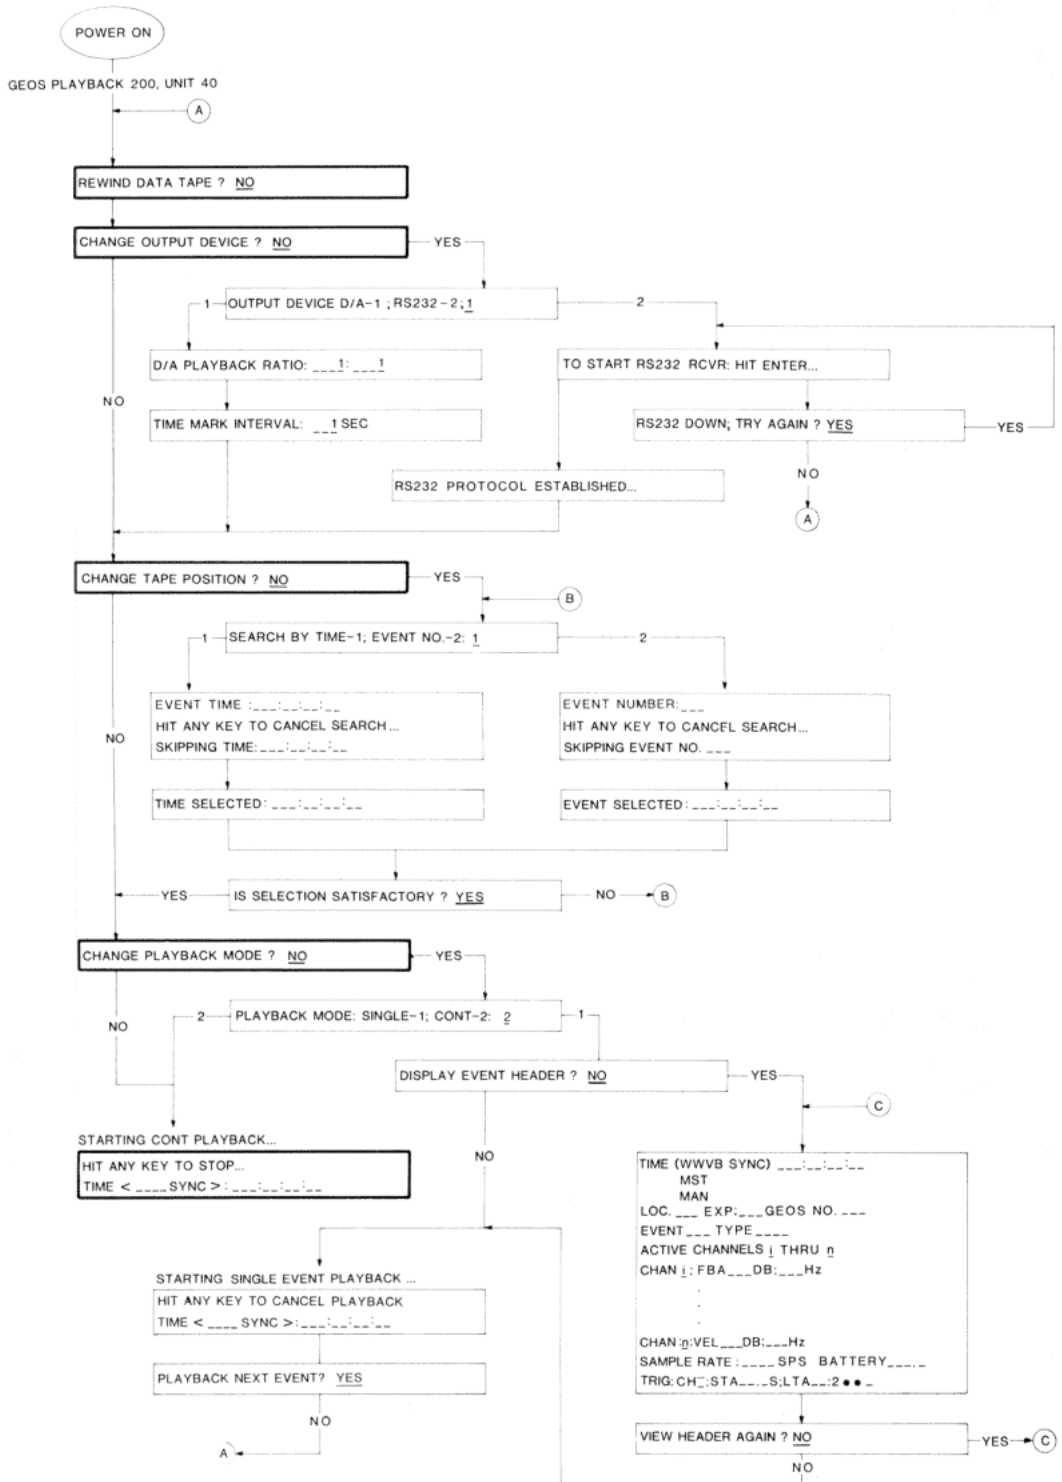 POWER ON
GEOS PLAYBACK 200, UNIT 40
A
REWIND DATA TAPE ? NO
CHANGE OUTPUT DEVICE ? NO
YES
1
OUTPUT DEVICE D/A-1 ; RS232-2; 1
2
D/A PLAYBACK RATIO: ___1: ___1
TO START RS232 RCVR: HIT ENTER...
NO
TIME MARK INTERVAL: __1 SEC
RS232 DOWN; TRY AGAIN ? YES
YES
RS232 PROTOCOL ESTABLISHED...
NO
A
CHANGE TAPE POSITION ? NO
YES
B
1
SEARCH BY TIME-1; EVENT NO.-2: 1
2
EVENT TIME :___:__:__:__
HIT ANY KEY TO CANCEL SEARCH...
SKIPPING TIME:___:__:__:__
EVENT NUMBER:___
HIT ANY KEY TO CANCEL SEARCH...
SKIPPING EVENT NO. ___
NO
TIME SELECTED: ___:__:__:__
EVENT SELECTED: ___:__:__:__
YES
IS SELECTION SATISFACTORY ? YES
NO
B
CHANGE PLAYBACK MODE ? NO
YES
NO
2
PLAYBACK MODE: SINGLE-1; CONT-2: 2
1
DISPLAY EVENT HEADER ? NO
YES
C
STARTING CONT PLAYBACK...
HIT ANY KEY TO STOP...
TIME < ____ SYNC > : ___:__:__:__
NO
TIME (WWVB SYNC) ___:__:__:__
MST
MAN
LOC. ___ EXP:___GEOS NO. ___
EVENT___ TYPE ____
ACTIVE CHANNELS i THRU n
CHAN i: FBA___DB:___Hz
.
.
.
CHAN:n:VEL___DB:___Hz
SAMPLE RATE : ____ SPS BATTERY___._
TRIG: CH_:STA__._S;LTA__:2●●_
STARTING SINGLE EVENT PLAYBACK ...
HIT ANY KEY TO CANCEL PLAYBACK
TIME < ____ SYNC > :___:__:__:__
PLAYBACK NEXT EVENT? YES
NO
A
VIEW HEADER AGAIN ? NO
YES
C
NO